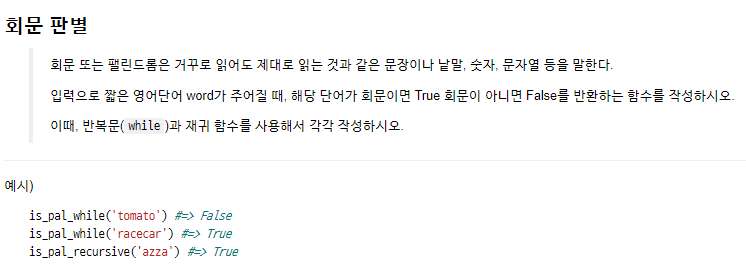 회문 판별
회문 또는 팰린드롬은 거꾸로 읽어도 제대로 읽는 것과 같은 문장이나 낱말, 숫자, 문자열 등을 말한다.
입력으로 짧은 영어단어 word가 주어질 때, 해당 단어가 회문이면 True 회문이 아니면 False를 반환하는 함수를 작성하시오.
이때, 반복문(while)과 재귀 함수를 사용해서 각각 작성하시오.
예시)
is_pal_while('tomato') #=> False
is_pal_while('racecar') #=> True
is_pal_recursive('azza') #=> True